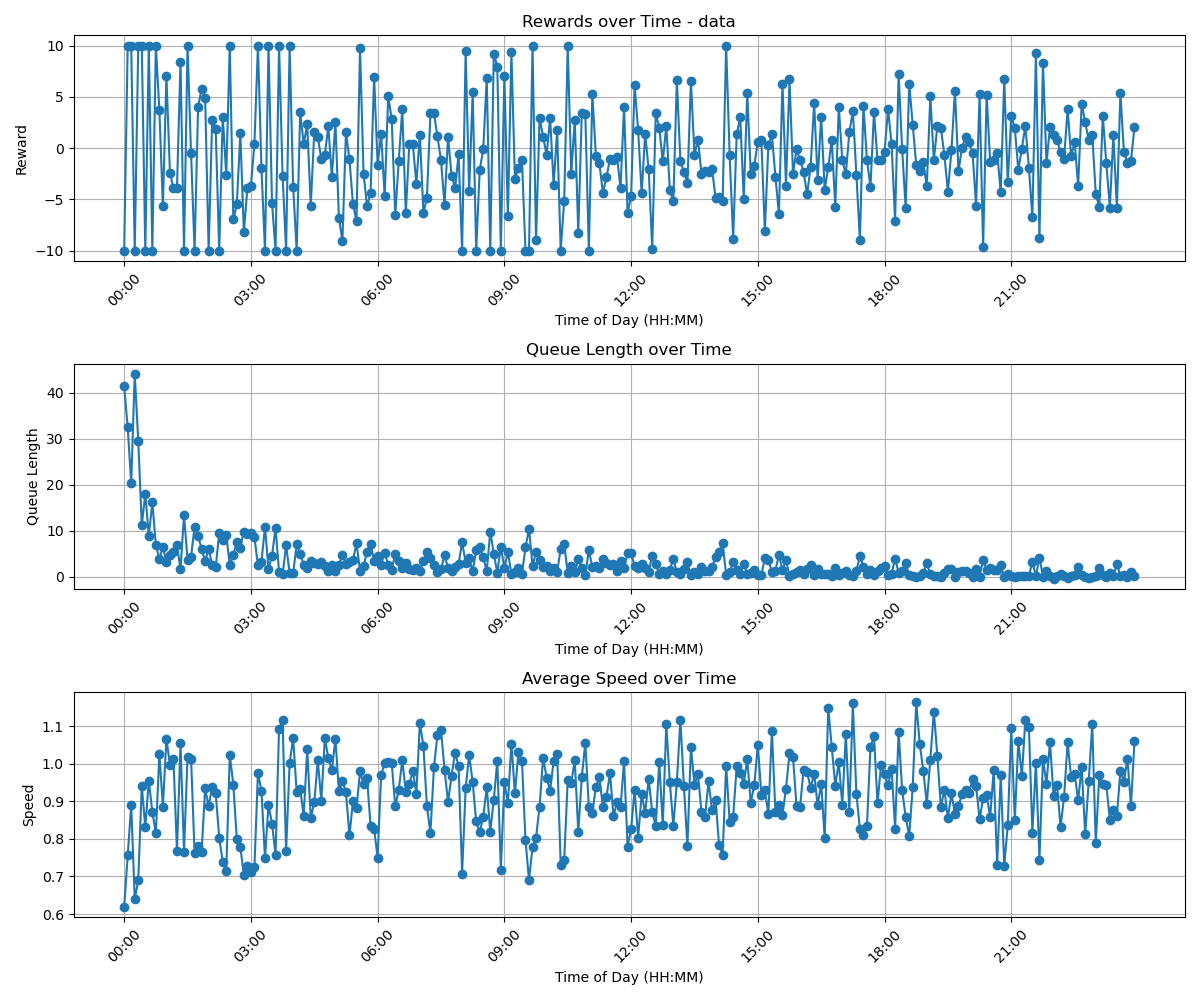 Rewards over Time - data
10
5
0
−5
−10
Reward
00:00 03:00 06:00 09:00 12:00 15:00 18:00 21:00
Time of Day (HH:MM)
Queue Length over Time
40
30
20
10
0
Queue Length
00:00 03:00 06:00 09:00 12:00 15:00 18:00 21:00
Time of Day (HH:MM)
Average Speed over Time
1.1
1.0
0.9
0.8
0.7
0.6
Speed
00:00 03:00 06:00 09:00 12:00 15:00 18:00 21:00
Time of Day (HH:MM)